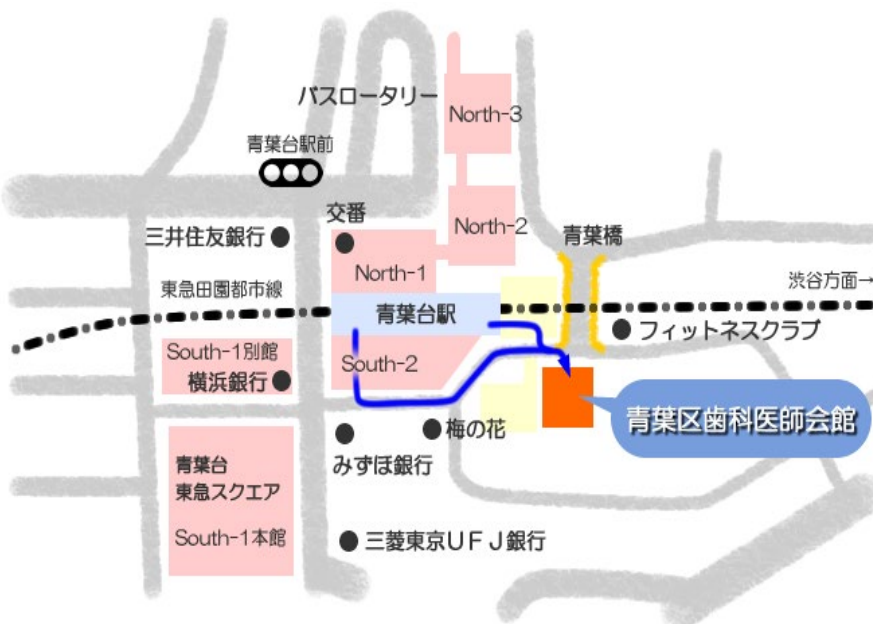 バスロータリー
North-3
青葉台駅前
交番
North-2
青葉橋
三井住友銀行
North-1
東急田園都市線
渋谷方面→
青葉台駅
フィットネスクラブ
South-1別館
South-2
横浜銀行
青葉区歯科医師会館
梅の花
みずほ銀行
青葉台
東急スクエア
South-1本館
三菱東京ＵＦＪ銀行